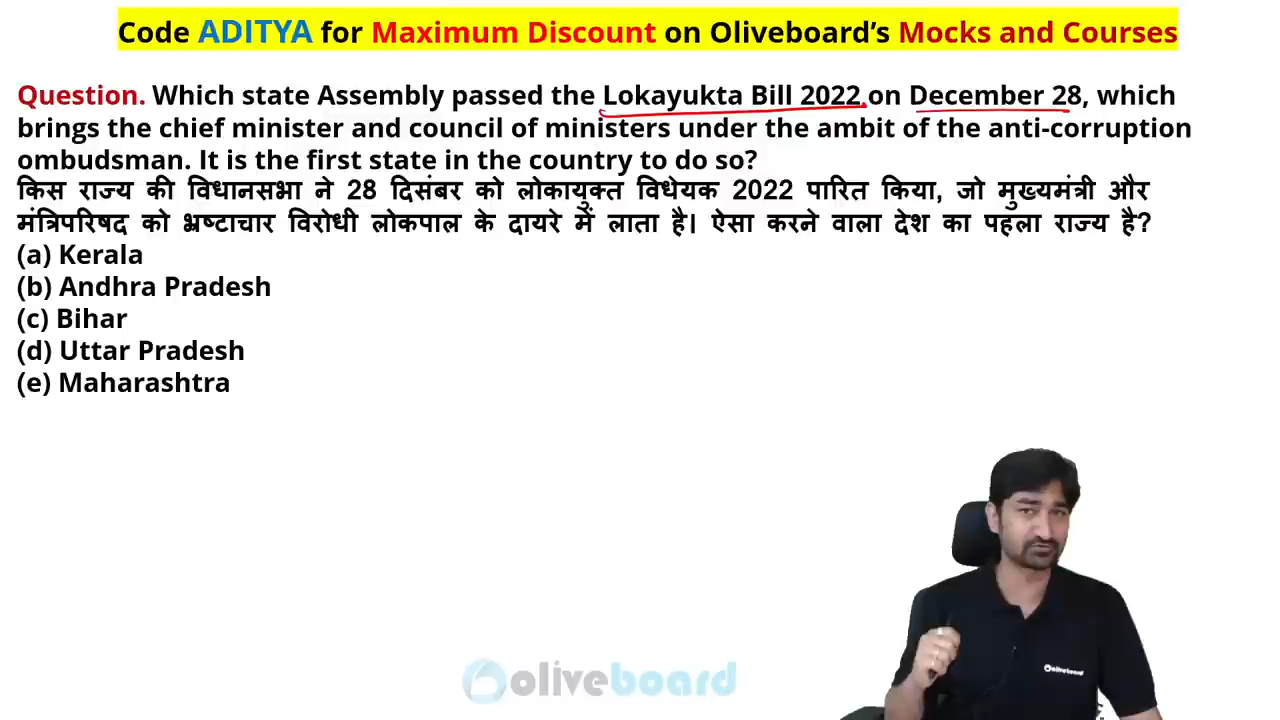 Code ADITYA for Maximum Discount on Oliveboard's Mocks and Courses
Question. Which state Assembly passed the Lokayukta Bill 2022 on December 28, which
brings the chief minister and council of ministers under the ambit of the anti-corruption
ombudsman. It is the first state in the country to do so?
किस राज्य की विधानसभा ने 28 दिसंबर को लोकायुक्त विधेयक 2022 पारित किया, जो मुख्यमंत्री और
मंत्रिपरिषद को भ्रष्टाचार विरोधी लोकपाल के दायरे में लाता है। ऐसा करने वाला देश का पहला राज्य है?
(a) Kerala
(b) Andhra Pradesh
(c) Bihar
(d) Uttar Pradesh
(e) Maharashtra
oliveboard
oliveboard